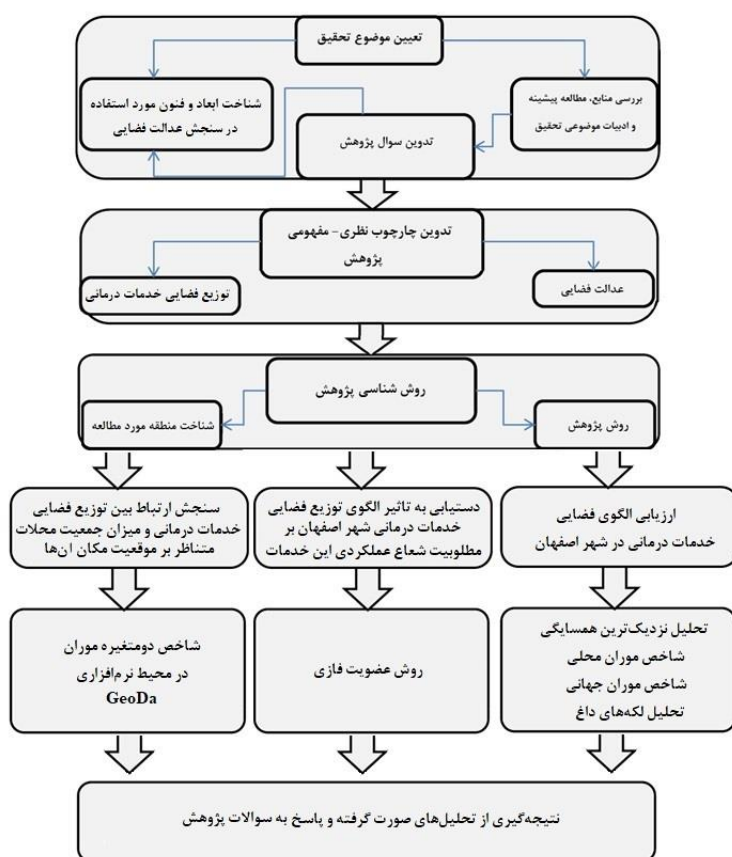 تعیین موضوع تحقیق
بررسی منابع، مطالعه پیشینه
و ادبیات موضوعی تحقیق
شناخت ابعاد و فنون مورد استفاده
در سنجش عدالت فضایی
تدوین سوال پژوهش
تدوین چارچوب نظری- مفهومی
پژوهش
عدالت فضایی
توزیع فضایی خدمات درمانی
روش شناسی پژوهش
روش پژوهش
شناخت منطقه مورد مطالعه
ارزیابی الگوی فضایی
خدمات درمانی در شهر اصفهان
دستیابی به تاثیر الگوی توزیع فضایی
خدمات درمانی شهر اصفهان بر
مطلوبیت شعاع عملکردی این خدمات
سنجش ارتباط بین توزیع فضایی
خدمات درمانی و میزان جمعیت محلات
متناظر بر موقعیت مکان ان‌ها
تحلیل نزدیک‌ترین همسایگی
شاخص موران محلی
شاخص موران جهانی
تحلیل لکه‌های داغ
روش عضویت فازی
شاخص دومتغیره موران
در محیط نرم‌افزاری
GeoDa
نتیجه‌گیری از تحلیل‌های صورت گرفته و پاسخ به سوالات پژوهش